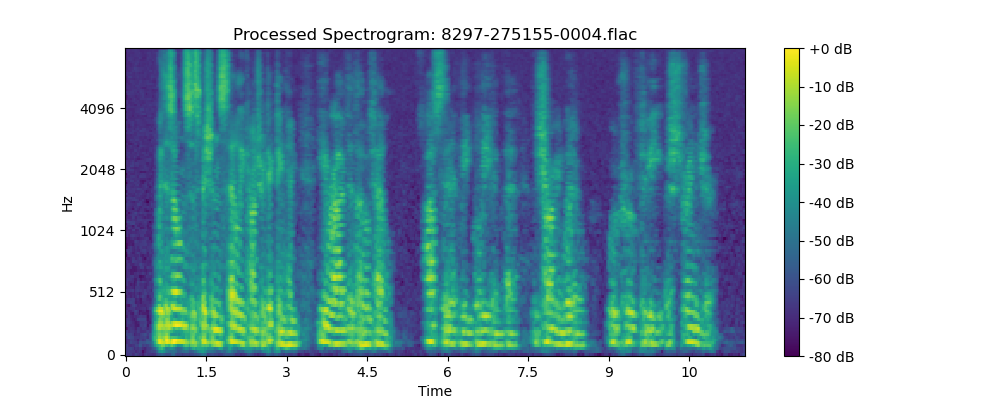 Processed Spectrogram: 8297-275155-0004.flac
Hz
4096
2048
1024
512
0
0 1.5 3 4.5 6 7.5 9 10
Time
+0 dB
-10 dB
-20 dB
-30 dB
-40 dB
-50 dB
-60 dB
-70 dB
-80 dB